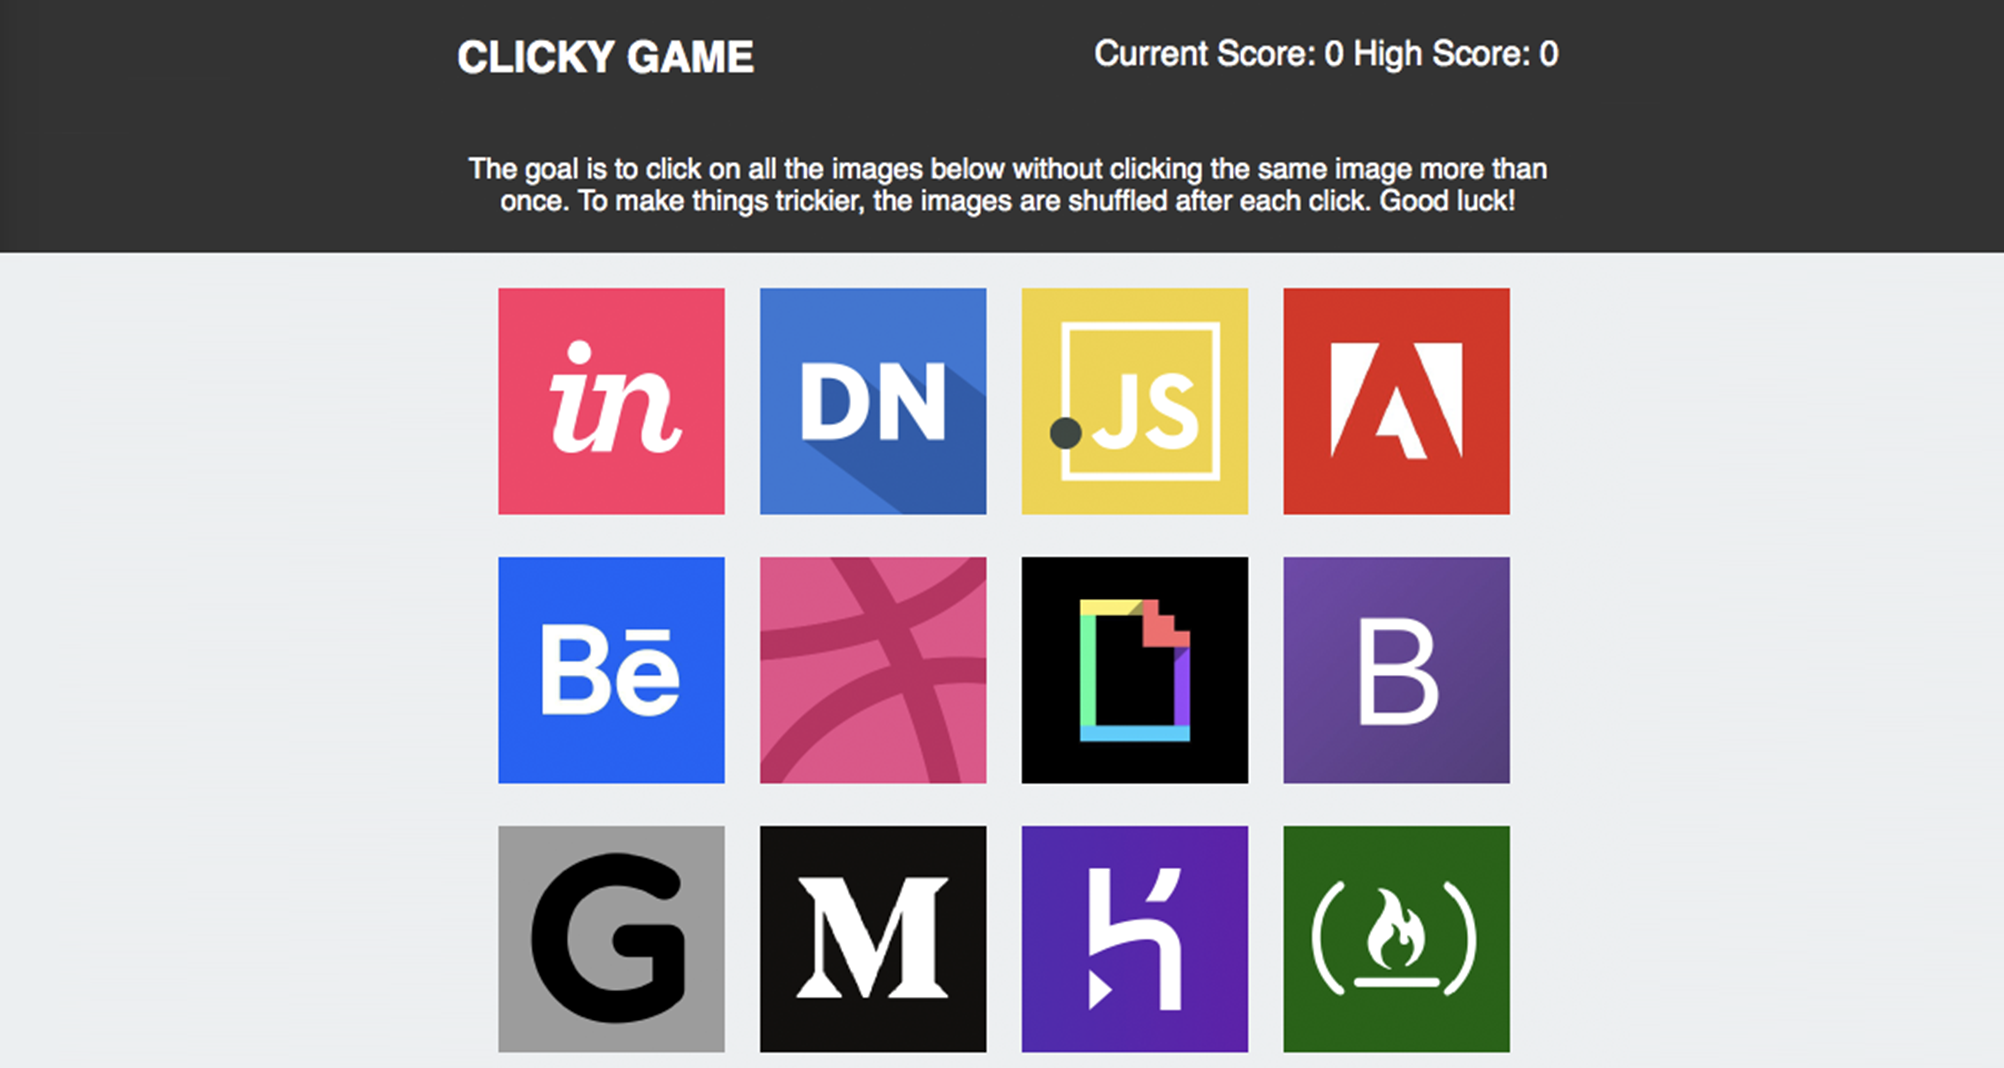 CLICKY GAME
Current Score: 0 High Score: 0
The goal is to click on all the images below without clicking the same image more than
once. To make things trickier, the images are shuffled after each click. Good luck!
in
DN
JS
Bē
B
G
M